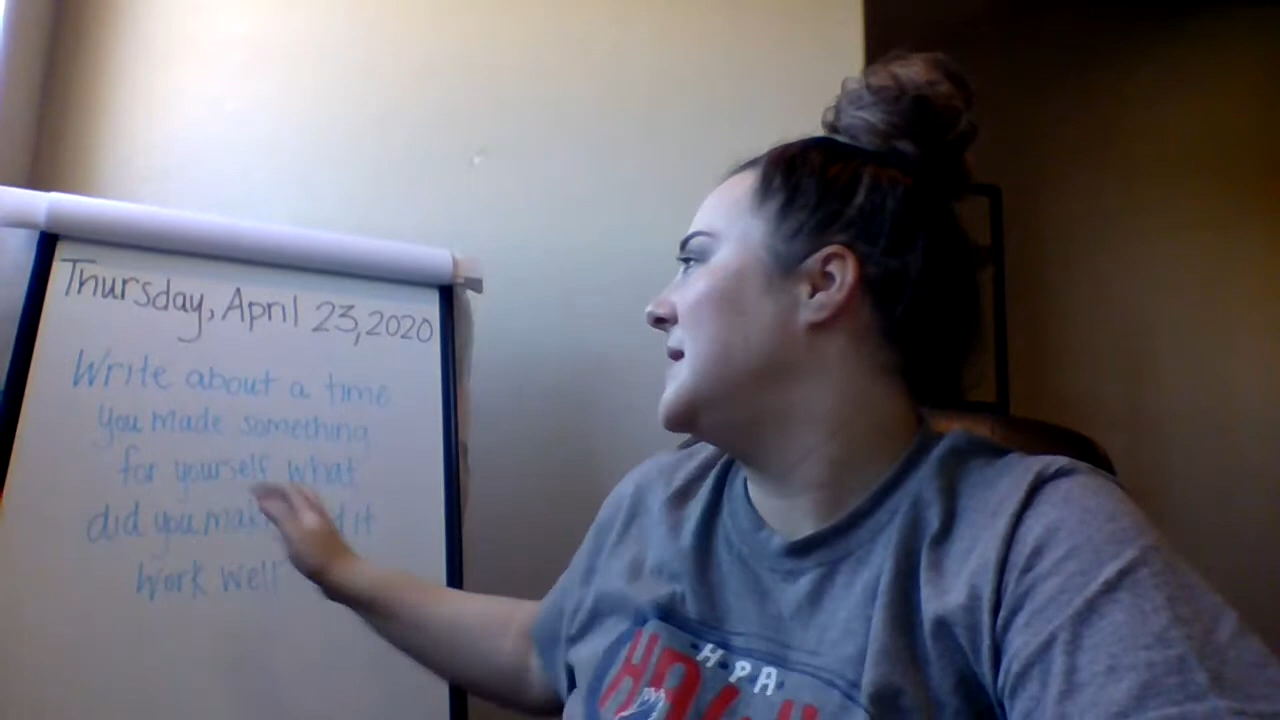 Thursday, April 23, 2020
Write about a time
you made something
for yourself what
did you mak d it
work well
HPA